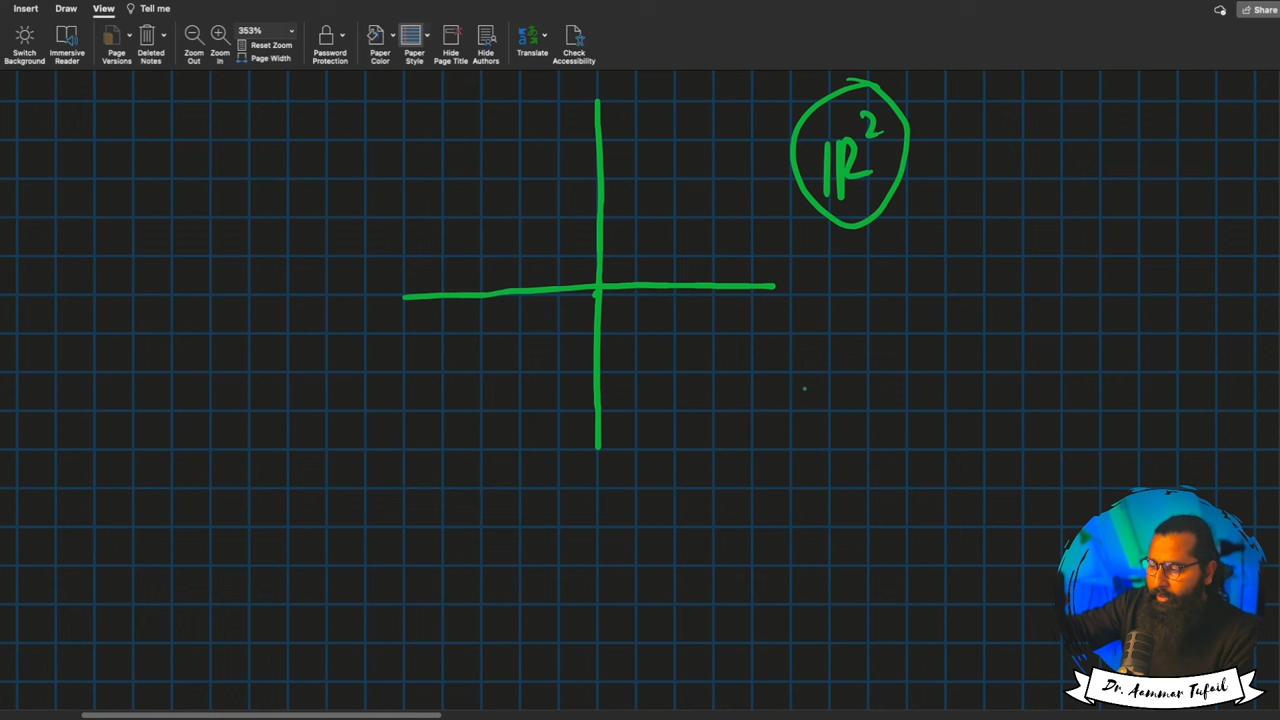 Insert Draw View Tell me Share
353%
Switch Background Immersive Reader Page Versions Deleted Notes Zoom Out Zoom In Reset Zoom Page Width Password Protection Paper Color Paper Style Hide Page Title Hide Authors Translate Check Accessibility
ℝ²
Dr. Aammar Tufail